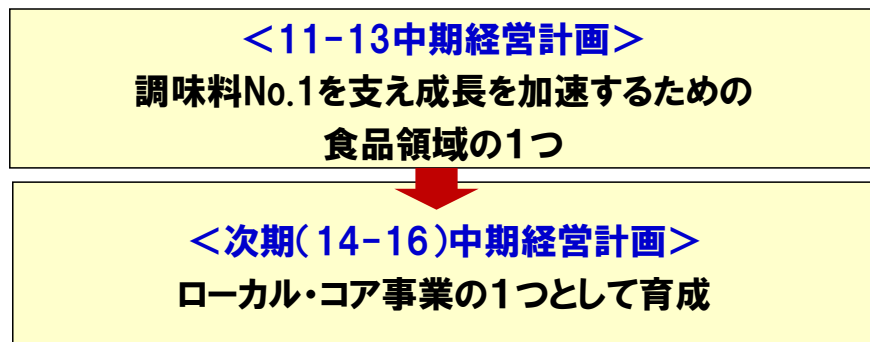 ＜11-13中期経営計画＞
調味料No.1を支え成長を加速するための
食品領域の1つ
＜次期(14-16)中期経営計画＞
ローカル・コア事業の1つとして育成